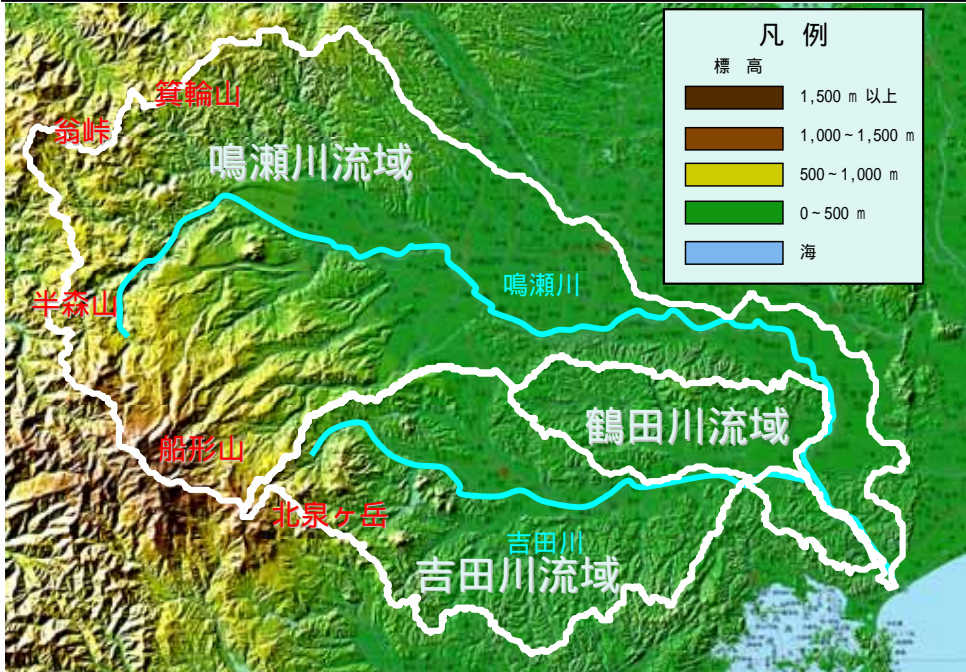 凡 例
標 高
1,500 m 以上
1,000～1,500 m
500～1,000 m
0～500 m
海
箕輪山
翁峠
鳴瀬川流域
鳴瀬川
半森山
鶴田川流域
船形山
北泉ヶ岳
吉田川
吉田川流域